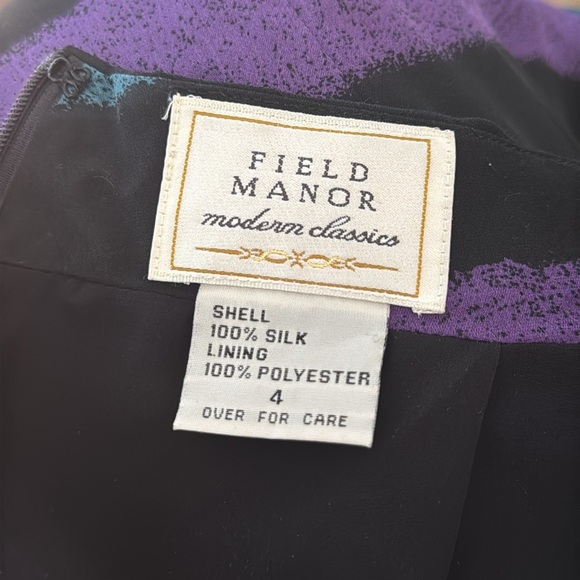 FIELD
MANOR
modern classics
SHELL
100% SILK
LINING
100% POLYESTER
4
OVER FOR CARE